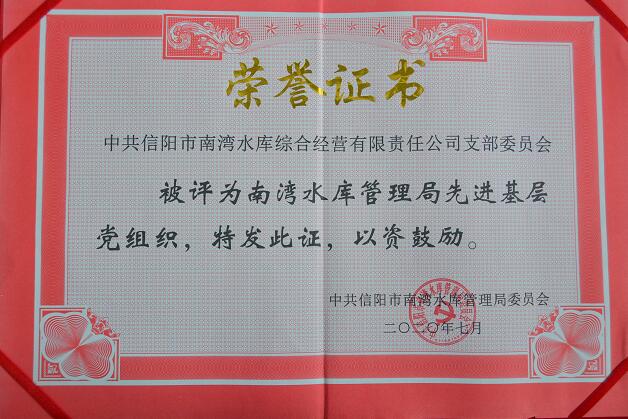 荣誉证书
中共信阳市南湾水库综合经营有限责任公司支部委员会
被评为南湾水库管理局先进基层
党组织，特发此证，以资鼓励。
中共信阳市南湾水库管理局委员会
二〇二〇年七月